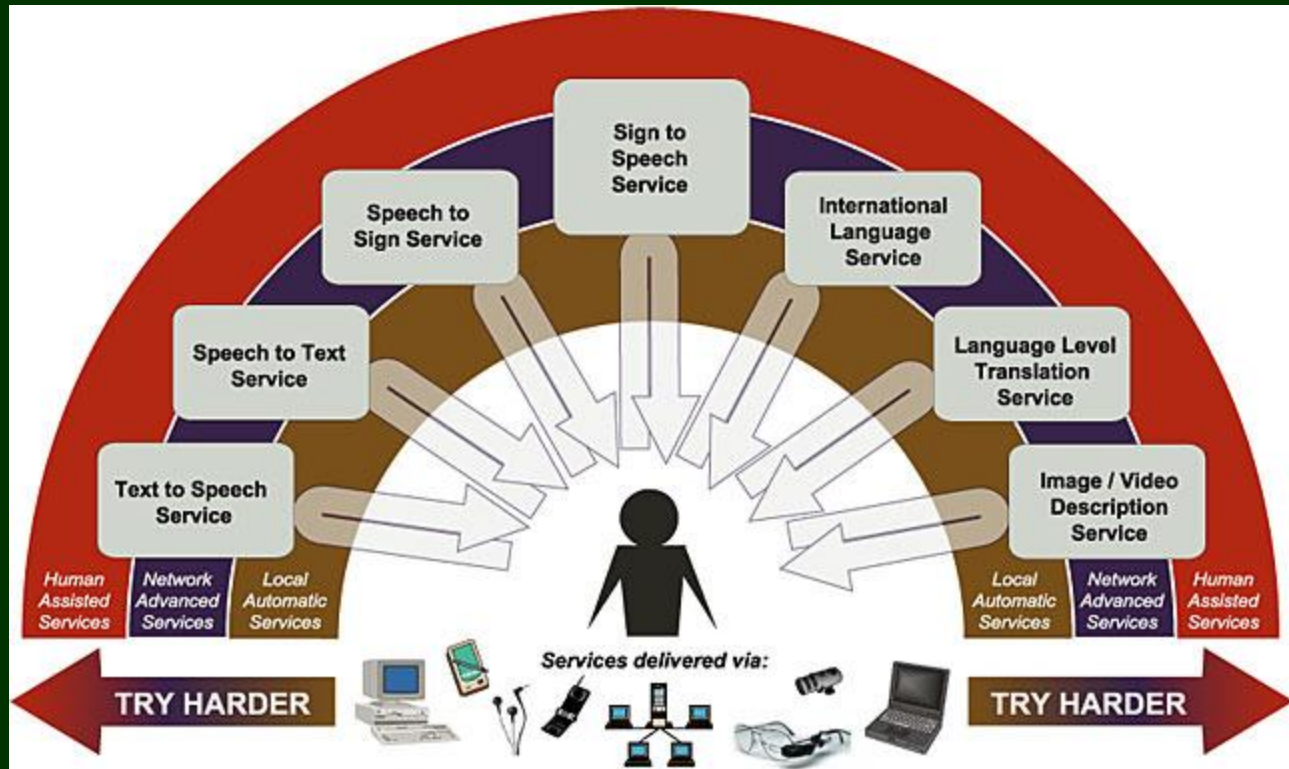 Sign to
Speech
Service
Speech to
Sign Service
International
Language
Service
Speech to Text
Service
Language Level
Translation
Service
Text to Speech
Service
Image / Video
Description
Service
Human
Assisted
Services
Network
Advanced
Services
Local
Automatic
Services
Local
Automatic
Services
Network
Advanced
Services
Human
Assisted
Services
TRY HARDER
Services delivered via:
TRY HARDER